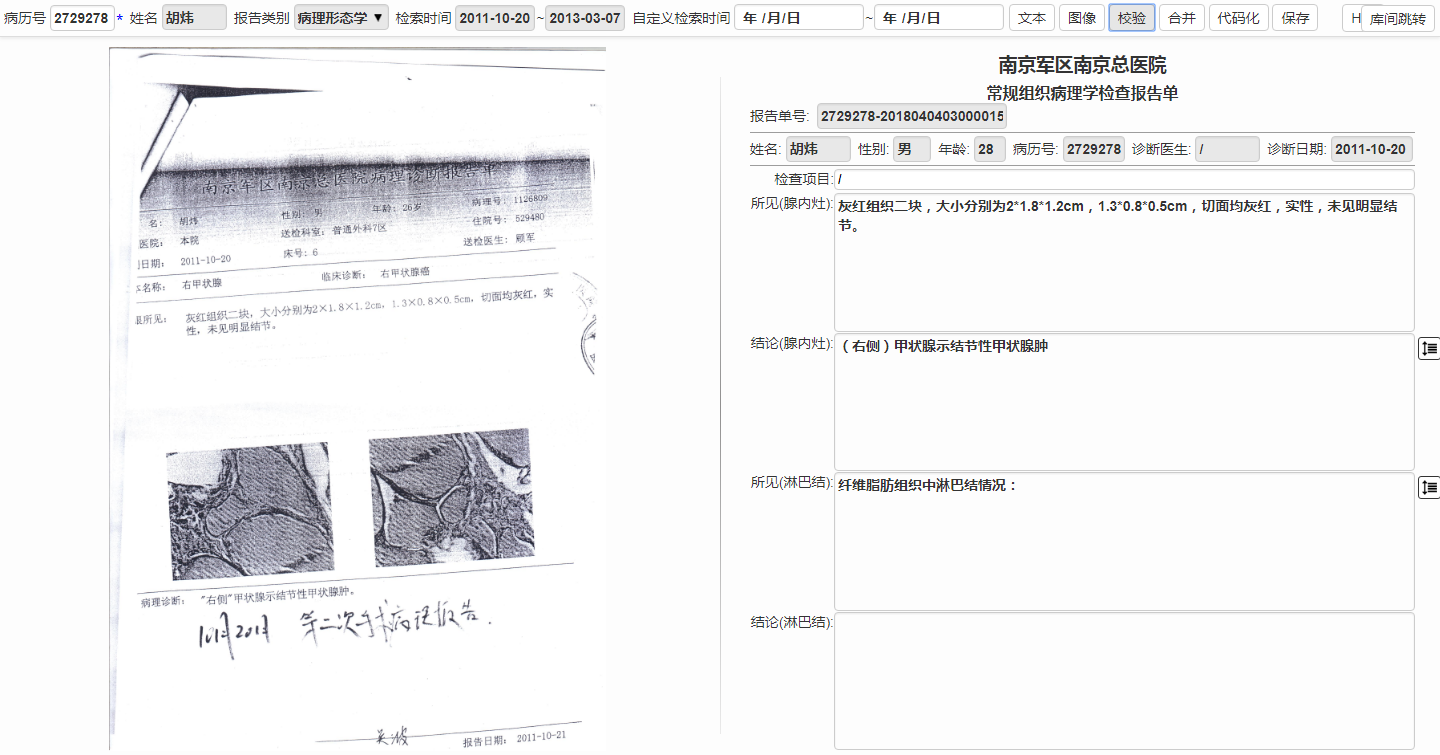 病历号 2729278 * 姓名 胡炜 报告类别 病理形态学 ▼ 检索时间 2011-10-20 ~ 2013-03-07 自定义检索时间 年 /月/日 ~ 年 /月/日 文本 图像 校验 合并 代码化 保存 H 库间跳转
南京军区南京总医院病理诊断报告单
名： 胡炜 性别： 男 年龄： 26岁 病理号： 1126809
医院： 本院 送检科室： 普通外科7区 住院号： 529480
日期： 2011-10-20 床号： 6 送检医生： 顾军
名称： 右甲状腺 临床诊断： 右甲状腺癌
所见： 灰红组织二块，大小分别为2×1.8×1.2cm，1.3×0.8×0.5cm，切面均灰红，实
性，未见明显结节。
病理诊断： "右侧"甲状腺示结节性甲状腺肿。
第二次手术病理报告.
报告日期： 2011-10-21
南京军区南京总医院
常规组织病理学检查报告单
报告单号: 2729278-2018040403000015
姓名: 胡炜 性别: 男 年龄: 28 病历号: 2729278 诊断医生: / 诊断日期: 2011-10-20
检查项目: /
所见(腺内灶): 灰红组织二块，大小分别为2*1.8*1.2cm，1.3*0.8*0.5cm，切面均灰红，实性，未见明显结
节。
结论(腺内灶): （右侧）甲状腺示结节性甲状腺肿
所见(淋巴结): 纤维脂肪组织中淋巴结情况：
结论(淋巴结):